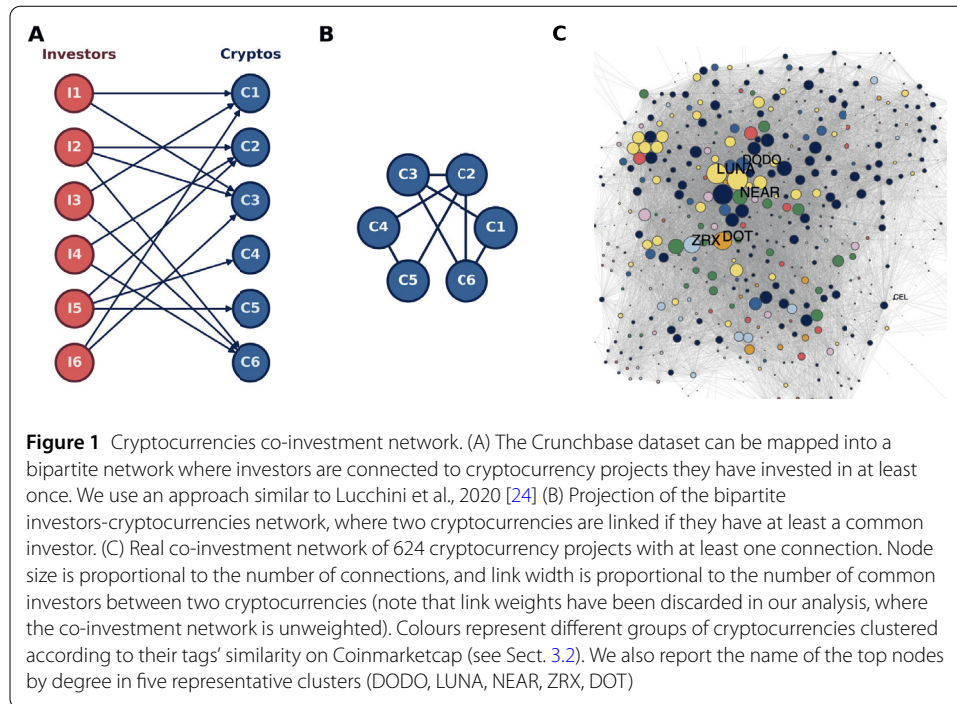 A
B
C
Investors
Cryptos
I1
C1
I2
C2
I3
C3
I4
C4
I5
C5
I6
C6
C3
C2
C4
C1
C5
C6
DODO
LUNA
NEAR
ZRX
DOT
CEL
Figure 1 Cryptocurrencies co-investment network. (A) The Crunchbase dataset can be mapped into a
bipartite network where investors are connected to cryptocurrency projects they have invested in at least
once. We use an approach similar to Lucchini et al., 2020 [24] (B) Projection of the bipartite
investors-cryptocurrencies network, where two cryptocurrencies are linked if they have at least a common
investor. (C) Real co-investment network of 624 cryptocurrency projects with at least one connection. Node
size is proportional to the number of connections, and link width is proportional to the number of common
investors between two cryptocurrencies (note that link weights have been discarded in our analysis, where
the co-investment network is unweighted). Colours represent different groups of cryptocurrencies clustered
according to their tags' similarity on Coinmarketcap (see Sect. 3.2). We also report the name of the top nodes
by degree in five representative clusters (DODO, LUNA, NEAR, ZRX, DOT)